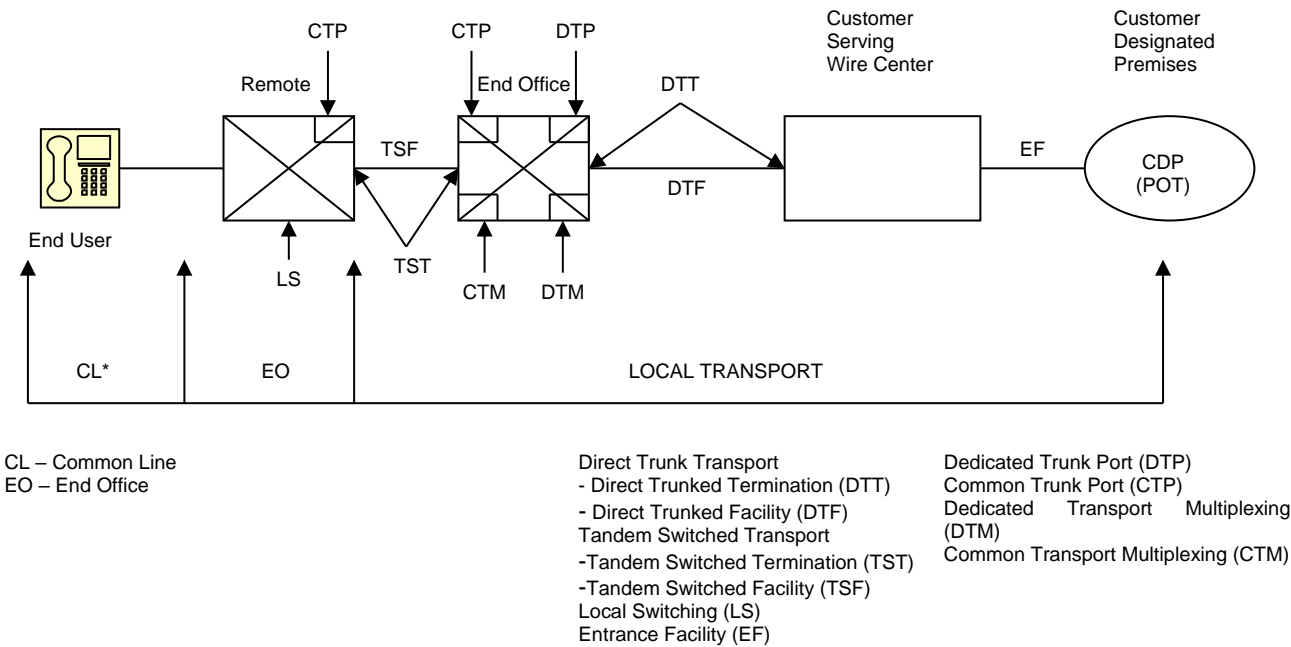 Customer
Serving
Wire Center
Customer
Designated
Premises
CTP
CTP
DTP
Remote
End Office
DTT
TSF
DTF
EF
CDP
(POT)
End User
LS
TST
CTM
DTM
CL*
EO
LOCAL TRANSPORT
CL – Common Line
EO – End Office
Direct Trunk Transport
- Direct Trunked Termination (DTT)
- Direct Trunked Facility (DTF)
Tandem Switched Transport
-Tandem Switched Termination (TST)
-Tandem Switched Facility (TSF)
Local Switching (LS)
Entrance Facility (EF)
Dedicated Trunk Port (DTP)
Common Trunk Port (CTP)
Dedicated Transport Multiplexing
(DTM)
Common Transport Multiplexing (CTM)